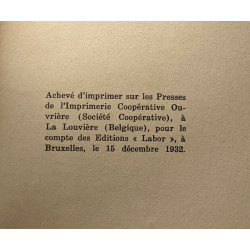 Achevé d'imprimer sur les Presses
de l'Imprimerie Coopérative Ou-
vrière (Société Coopérative), à
La Louvière (Belgique), pour le
compte des Editions « Labor », à
Bruxelles, le 15 décembre 1932.